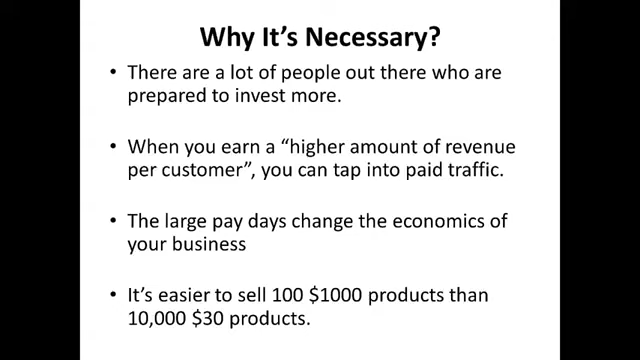 Why It's Necessary?
• There are a lot of people out there who are
prepared to invest more.
• When you earn a “higher amount of revenue
per customer”, you can tap into paid traffic.
• The large pay days change the economics of
your business
• It's easier to sell 100 $1000 products than
10,000 $30 products.